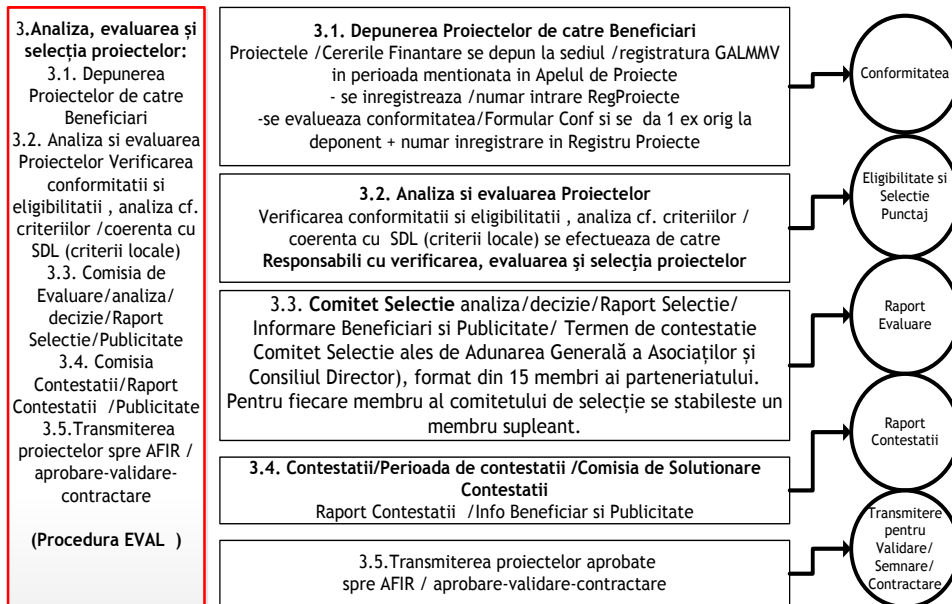 3.Analiza, evaluarea și
selecția proiectelor:
3.1. Depunerea
Proiectelor de catre
Beneficiari
3.2. Analiza si evaluarea
Proiectelor Verificarea
conformitatii si
eligibilitatii , analiza cf.
criteriilor /coerenta cu
SDL (criterii locale)
3.3. Comisia de
Evaluare/analiza/
decizie/Raport
Selectie/Publicitate
3.4. Comisia
Contestatii/Raport
Contestatii /Publicitate
3.5.Transmiterea
proiectelor spre AFIR /
aprobare-validare-
contractare
(Procedura EVAL )
3.1. Depunerea Proiectelor de catre Beneficiari
Proiectele /Cererile Finantare se depun la sediul /registratura GALMMV
in perioada mentionata in Apelul de Proiecte
- se inregistreaza /numar intrare RegProiecte
-se evalueaza conformitatea/Formular Conf si se da 1 ex orig la
deponent + numar inregistrare in Registru Proiecte
Conformitatea
3.2. Analiza si evaluarea Proiectelor
Verificarea conformitatii si eligibilitatii , analiza cf. criteriilor /
coerenta cu SDL (criterii locale) se efectueaza de catre
Responsabili cu verificarea, evaluarea şi selecția proiectelor
Eligibilitate si
Selectie
Punctaj
3.3. Comitet Selectie analiza/decizie/Raport Selectie/
Informare Beneficiari si Publicitate/ Termen de contestatie
Comitet Selectie ales de Adunarea Generală a Asociaților și
Consiliul Director), format din 15 membri ai parteneriatului.
Pentru fiecare membru al comitetului de selecție se stabileste un
membru supleant.
Raport
Evaluare
3.4. Contestatii/Perioada de contestatii /Comisia de Solutionare
Contestatii
Raport Contestatii /Info Beneficiar si Publicitate
Raport
Contestatii
3.5.Transmiterea proiectelor aprobate
spre AFIR / aprobare-validare-contractare
Transmitere
pentru
Validare/
Semnare/
Contractare